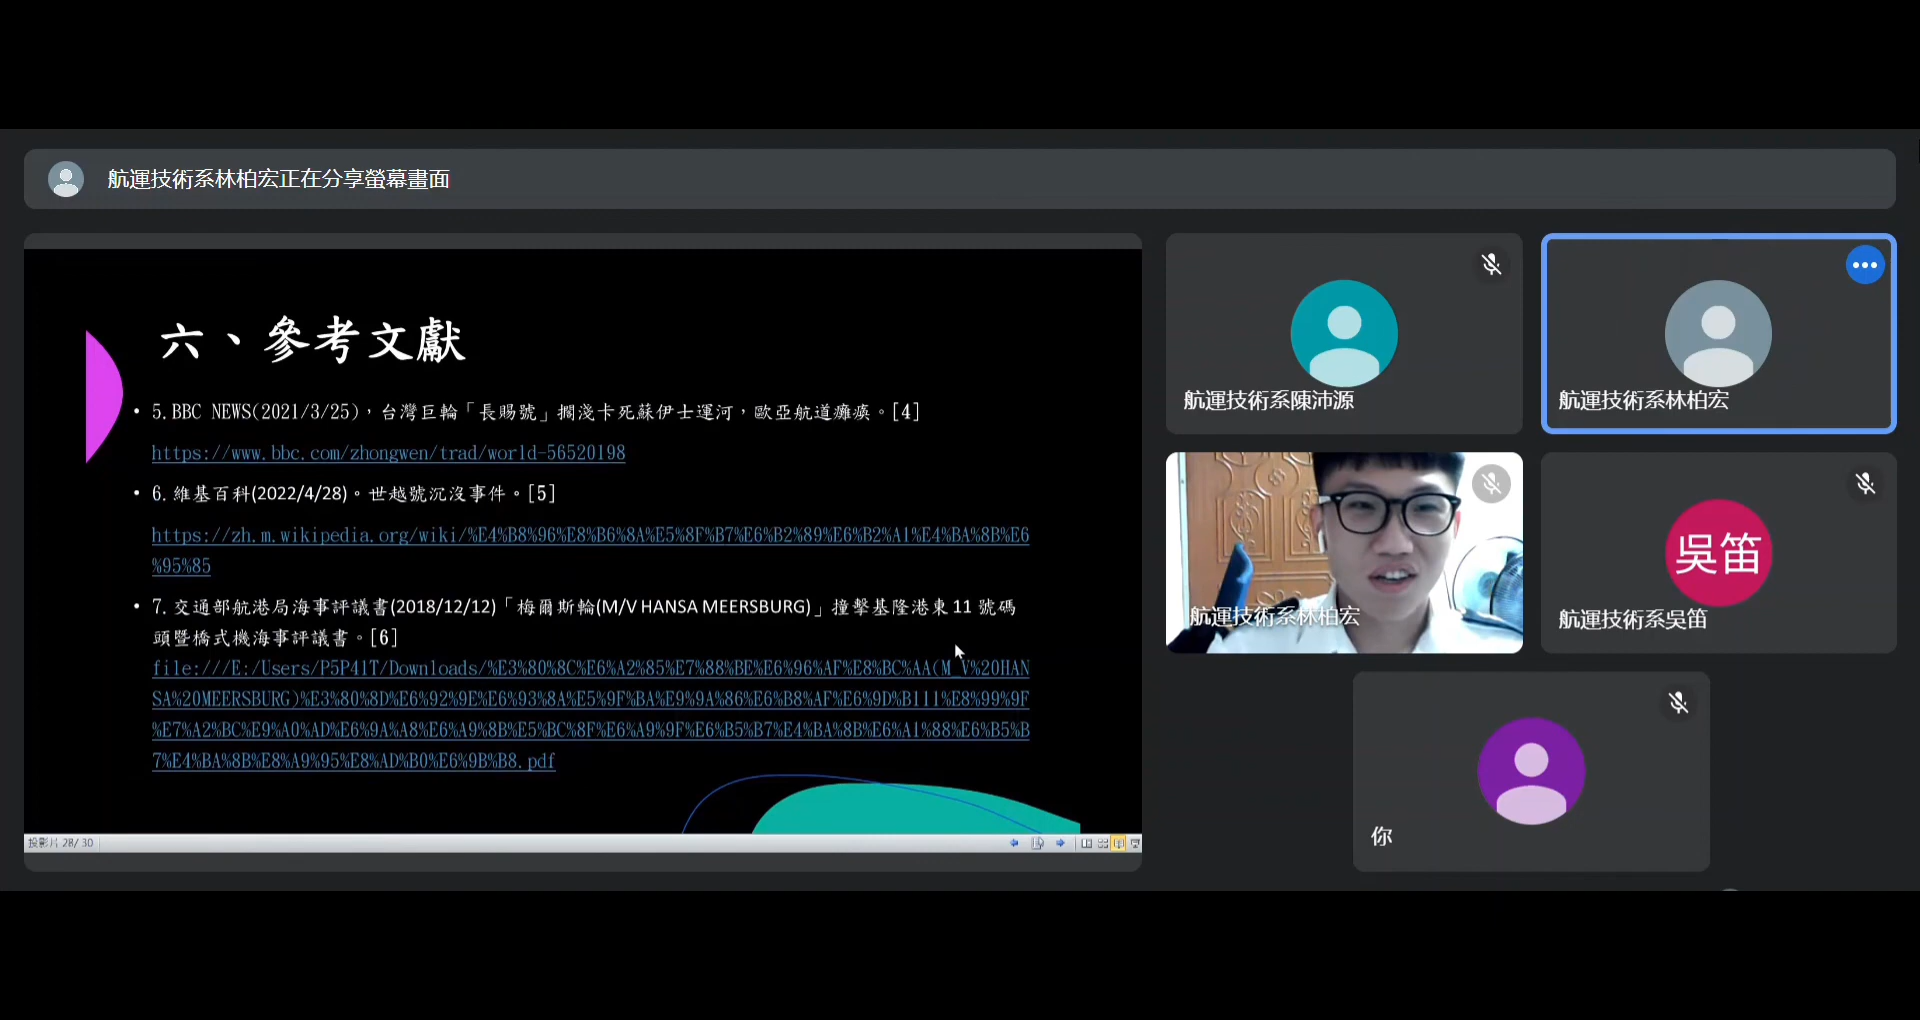 航運技術系林柏宏正在分享螢幕畫面
六、參考文獻
• 5. BBC NEWS(2021/3/25),台灣巨輪「長賜號」擱淺卡死蘇伊士運河,歐亞航道癱瘓。[4]
https://www.bbc.com/zhongwen/trad/world-56520198
• 6. 維基百科(2022/4/28)。世越號沉沒事件。[5]
https://zh.m.wikipedia.org/wiki/%E4%B8%96%E8%B6%8A%E5%8F%B7%E6%B2%89%E6%B2%A1%E4%BA%8B%E6
%95%85
• 7. 交通部航港局海事評議書(2018/12/12)「梅爾斯輪(M/V HANSA MEERSBURG)」撞擊基隆港東11 號碼
頭暨橋式機海事評議書。[6]
file:///E:/Users/P5P41T/Downloads/%E3%80%8C%E6%A2%85%E7%88%BE%E6%96%AF%E8%BC%AA(M_V%20HAN
SA%20MEERSBURG)%E3%80%8D%E6%92%9E%E6%93%8A%E5%9F%BA%E9%9A%86%E6%B8%AF%E6%9D%B111%E8%99%9F
%E7%A2%BC%E9%A0%AD%E6%9A%A8%E6%A9%8B%E5%BC%8F%E6%A9%9F%E6%B5%B7%E4%BA%8B%E6%A1%88%E6%B5%B
7%E4%BA%8B%E8%A9%95%E8%AD%B0%E6%9B%B8.pdf
投影片 28/ 30
航運技術系陳沛源
航運技術系林柏宏
航運技術系林柏宏
吳笛
航運技術系吳笛
你